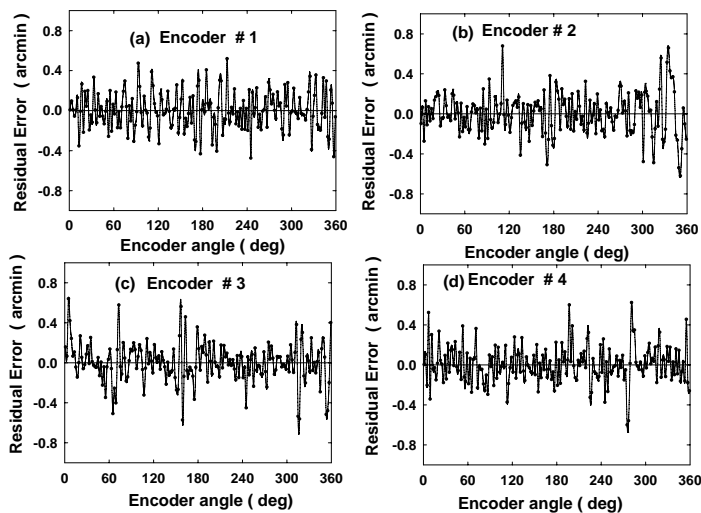 (a) Encoder # 1
Residual Error ( arcmin )
0.8
0.4
0.0
-0.4
-0.8
0 60 120 180 240 300 360
Encoder angle ( deg)
(b) Encoder # 2
Residual Error ( arcmin )
0.8
0.4
0.0
-0.4
-0.8
0 60 120 180 240 300 360
Encoder angle ( deg )
(c) Encoder # 3
Residual Error ( arcmin )
0.8
0.4
0.0
-0.4
-0.8
0 60 120 180 240 300 360
Encoder angle ( deg )
(d) Encoder # 4
Residual Error ( arcmin )
0.8
0.4
0.0
-0.4
-0.8
0 60 120 180 240 300 360
Encoder angle ( deg )